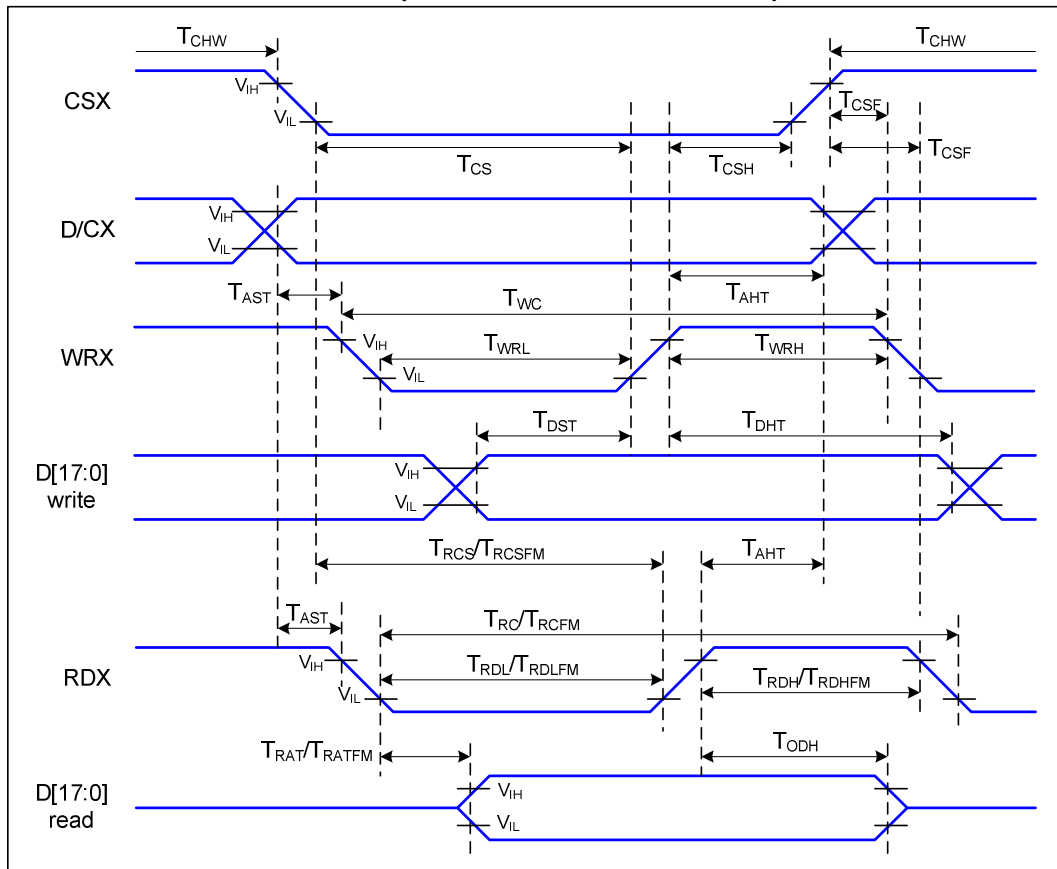 TCHW
TCHW
VIH
CSX
TCSF
VIL
TCS
TCSH
TCSF
VIH
D/CX
VIL
TAST
TWC
TAHT
WRX
VIH
TWRL
TWRH
VIL
TDST
TDHT
D[17:0]
write
VIH
VIL
TRCS/TRCSFM
TAHT
TAST
TRC/TRCFM
VIH
RDX
TRDL/TRDLFM
VIL
TRDH/TRDHFM
TRAT/TRATFM
TODH
D[17:0]
read
VIH
VIL